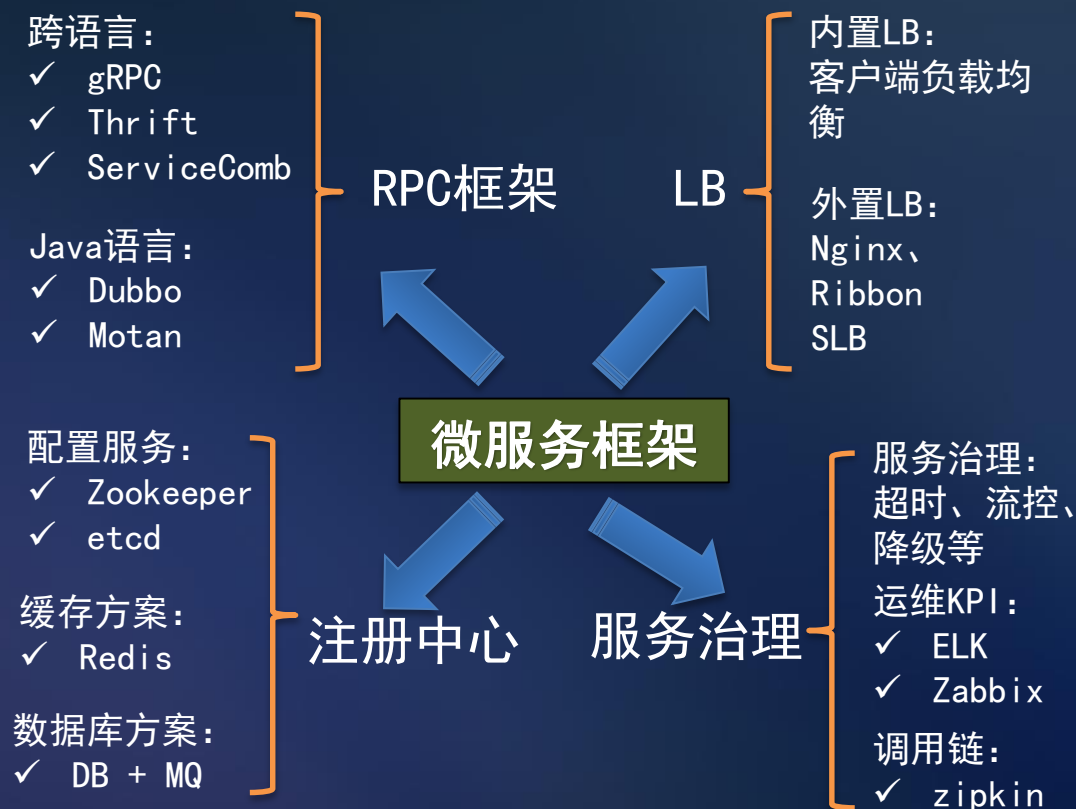 跨语言:
✓ gRPC
✓ Thrift
✓ ServiceComb
Java语言:
✓ Dubbo
✓ Motan
RPC框架
LB
内置LB:
客户端负载均
衡
外置LB:
Nginx、
Ribbon
SLB
微服务框架
配置服务:
✓ Zookeeper
✓ etcd
缓存方案:
✓ Redis
数据库方案:
✓ DB + MQ
注册中心
服务治理
服务治理:
超时、流控、
降级等
运维KPI:
✓ ELK
✓ Zabbix
调用链:
✓ zipkin